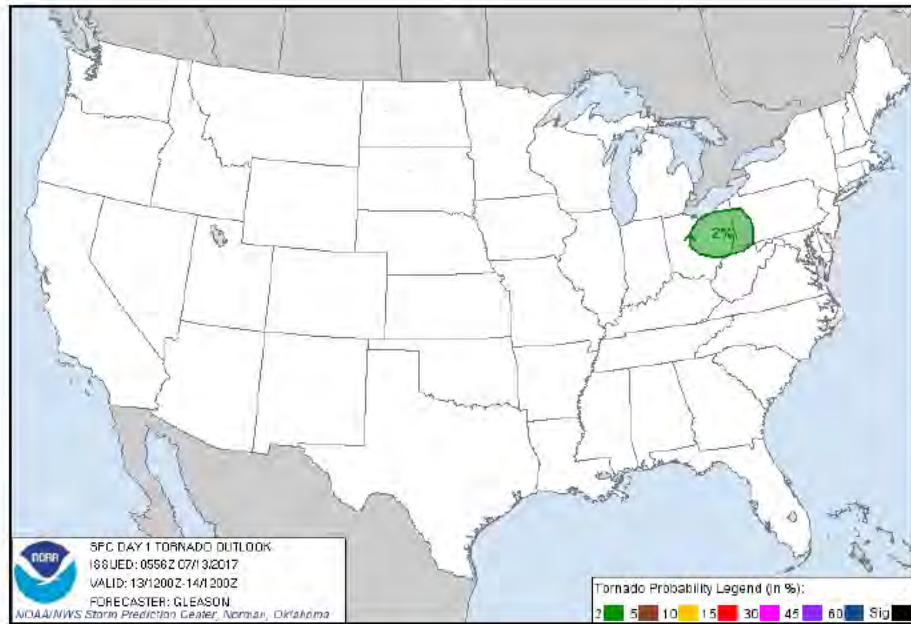 2%
NOAA
SPC DAY 1 TORNADO OUTLOOK
ISSUED: 0556Z 07/13/2017
VALID: 13/1200Z-14/1200Z
FORECASTER: GLEASON
NOAA/NWS Storm Prediction Center, Norman, Oklahoma
Tornado Probability Legend (in %):
2 5 10 15 30 45 60 Sig